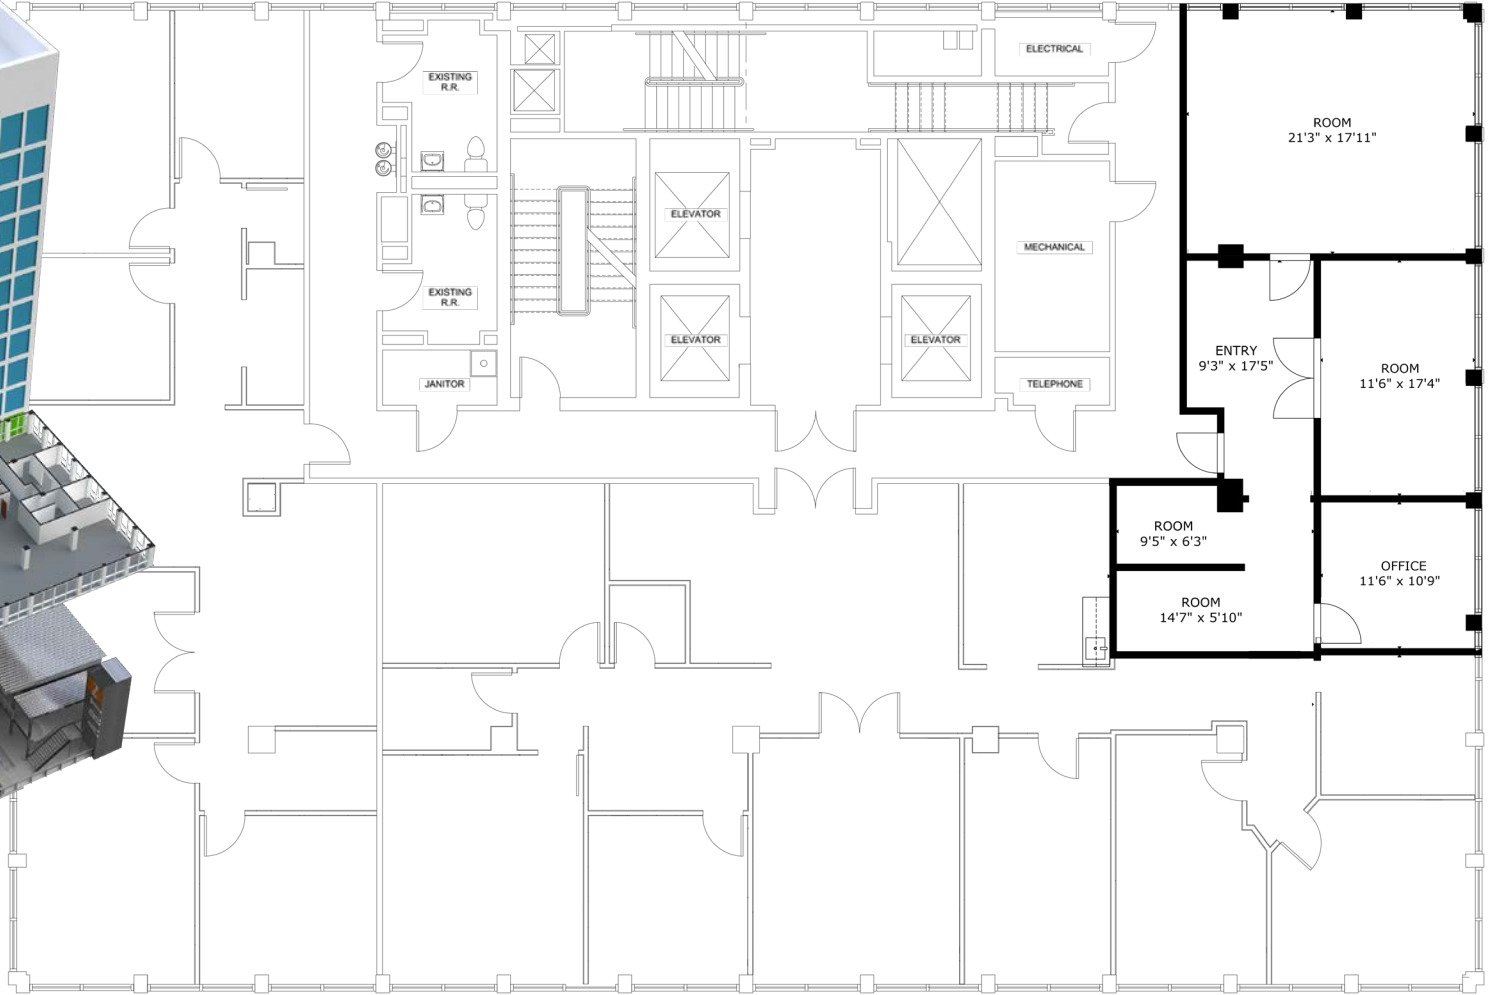 ELECTRICAL
EXISTING
R.R.
ROOM
21'3" x 17'11"
ELEVATOR
MECHANICAL
EXISTING
R.R.
ELEVATOR
ELEVATOR
ENTRY
9'3" x 17'5"
ROOM
11'6" x 17'4"
JANITOR
TELEPHONE
ROOM
9'5" x 6'3"
OFFICE
11'6" x 10'9"
ROOM
14'7" x 5'10"